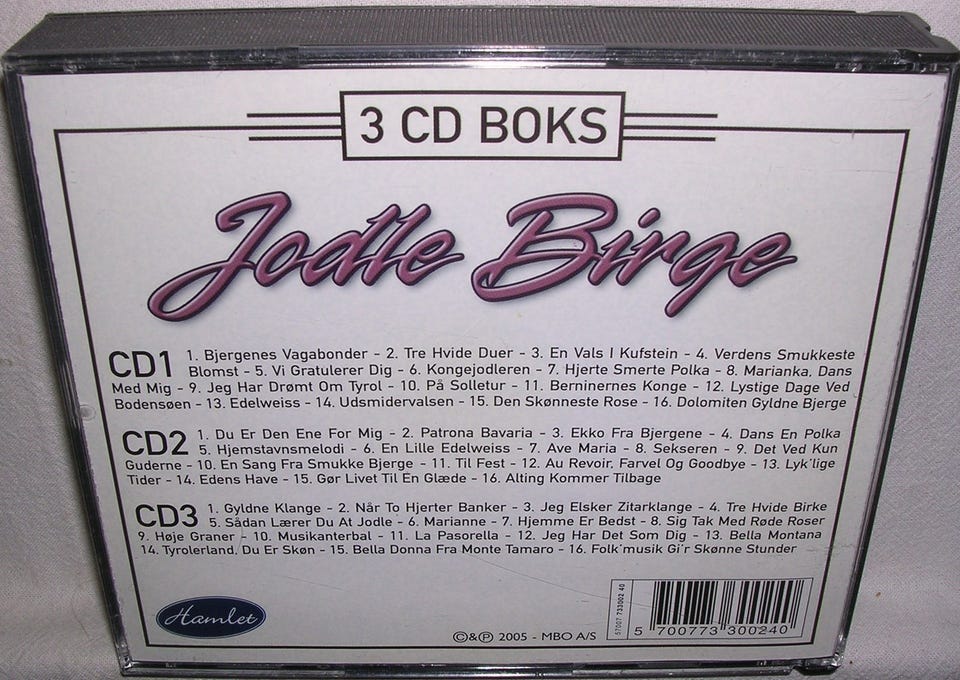 3 CD BOKS
Jodle Birge
CD1 1. Bjergenes Vagabonder - 2. Tre Hvide Duer - 3. En Vals I Kufstein - 4. Verdens Smukkeste
Blomst - 5. Vi Gratulerer Dig - 6. Kongejodleren - 7. Hjerte Smerte Polka - 8. Marianka, Dans
Med Mig - 9. Jeg Har Drømt Om Tyrol - 10. På Solletur - 11. Berninernes Konge - 12. Lystige Dage Ved
Bodensøen - 13. Edelweiss - 14. Udsmidervalsen - 15. Den Skønneste Rose - 16. Dolomiten Gyldne Bjerge
CD2 1. Du Er Den Ene For Mig - 2. Patrona Bavaria - 3. Ekko Fra Bjergene - 4. Dans En Polka
5. Hjemstavnsmelodi - 6. En Lille Edelweiss - 7. Ave Maria - 8. Sekseren - 9. Det Ved Kun
Guderne - 10. En Sang Fra Smukke Bjerge - 11. Til Fest - 12. Au Revoir, Farvel Og Goodbye - 13. Lyk'lige
Tider - 14. Edens Have - 15. Gør Livet Til En Glæde - 16. Alting Kommer Tilbage
CD3 1. Gyldne Klange - 2. Når To Hjerter Banker - 3. Jeg Elsker Zitarklange - 4. Tre Hvide Birke
5. Sådan Lærer Du At Jodle - 6. Marianne - 7. Hjemme Er Bedst - 8. Sig Tak Med Røde Roser
9. Høje Graner - 10. Musikanterbal - 11. La Pasorella - 12. Jeg Har Det Som Dig - 13. Bella Montana
14. Tyrolerland, Du Er Skøn - 15. Bella Donna Fra Monte Tamaro - 16. Folk'musik Gi'r Skønne Stunder
Hamlet
©&℗ 2005 - MBO A/S
57007 733002 40
5 700773 300240